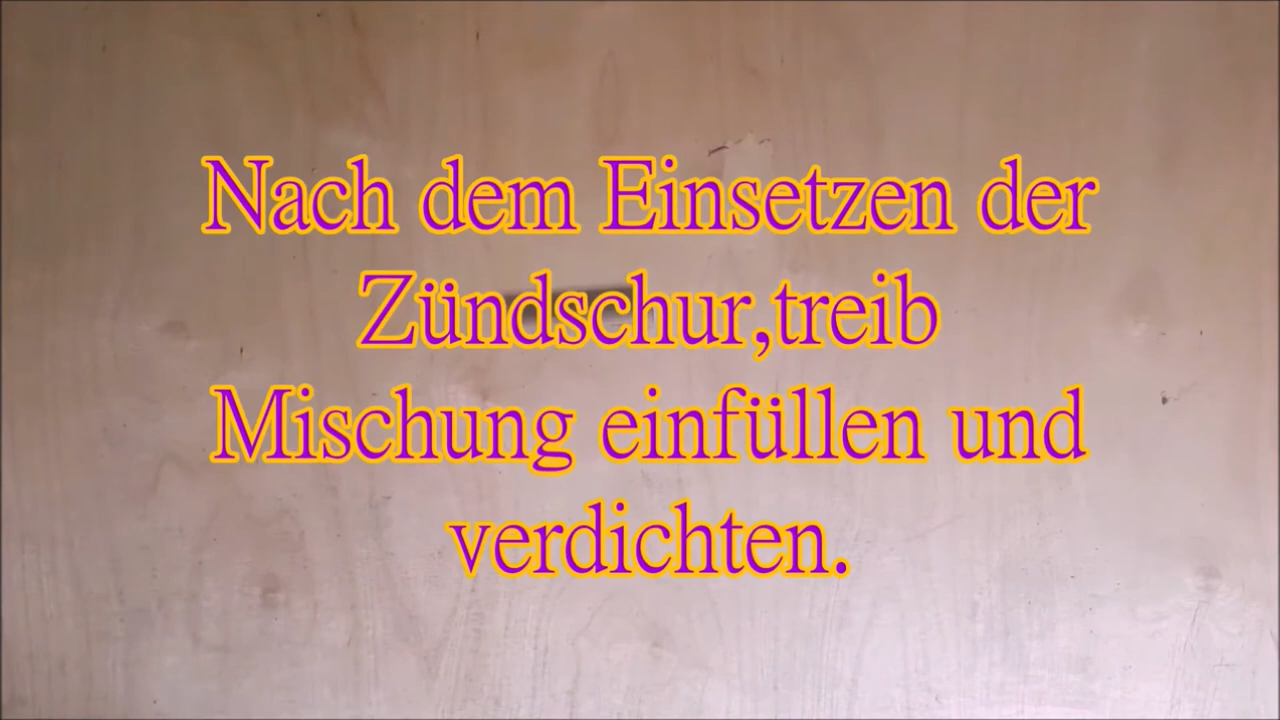 Nach dem Einsetzen der
Zündschur,treib
Mischung einfüllen und
verdichten.